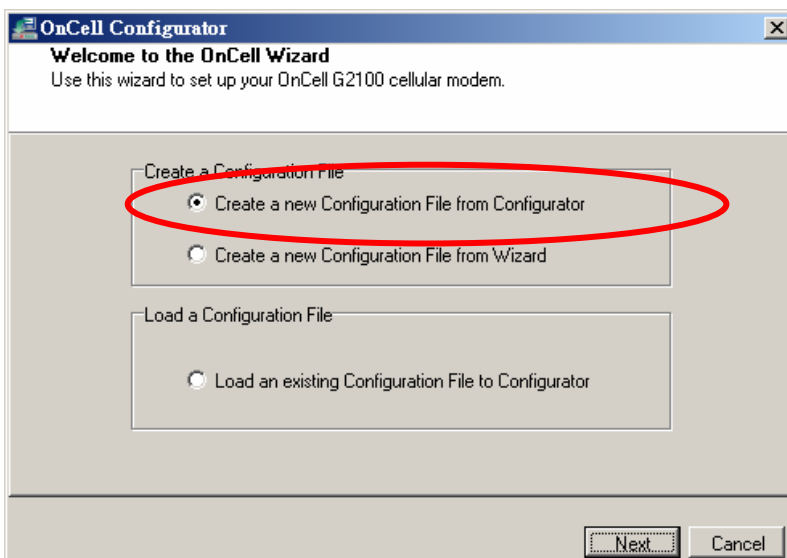 OnCell Configurator
Welcome to the OnCell Wizard
Use this wizard to set up your OnCell G2100 cellular modem.
Create a Configuration File
Create a new Configuration File from Configurator
Create a new Configuration File from Wizard
Load a Configuration File
Load an existing Configuration File to Configurator
Next
Cancel